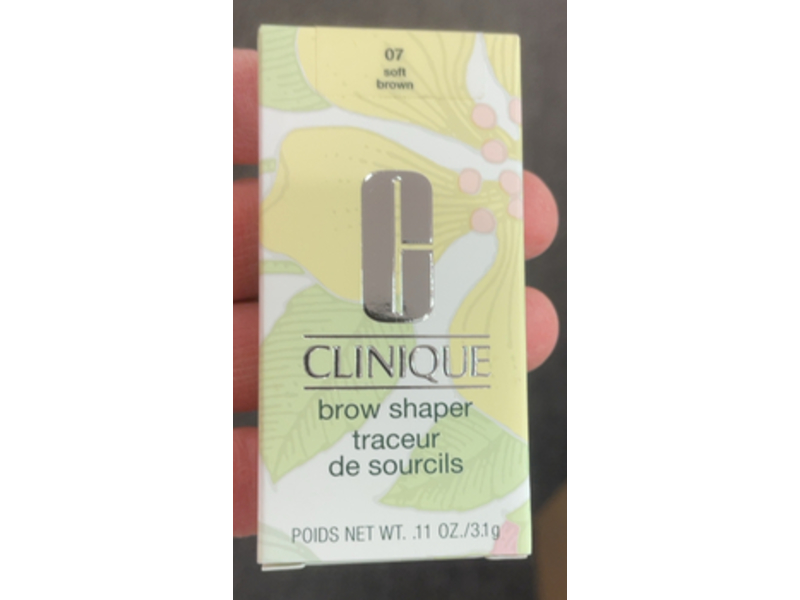 07
soft
brown
CLINIQUE
brow shaper
traceur
de sourcils
POIDS NET WT. .11 OZ./3.1g